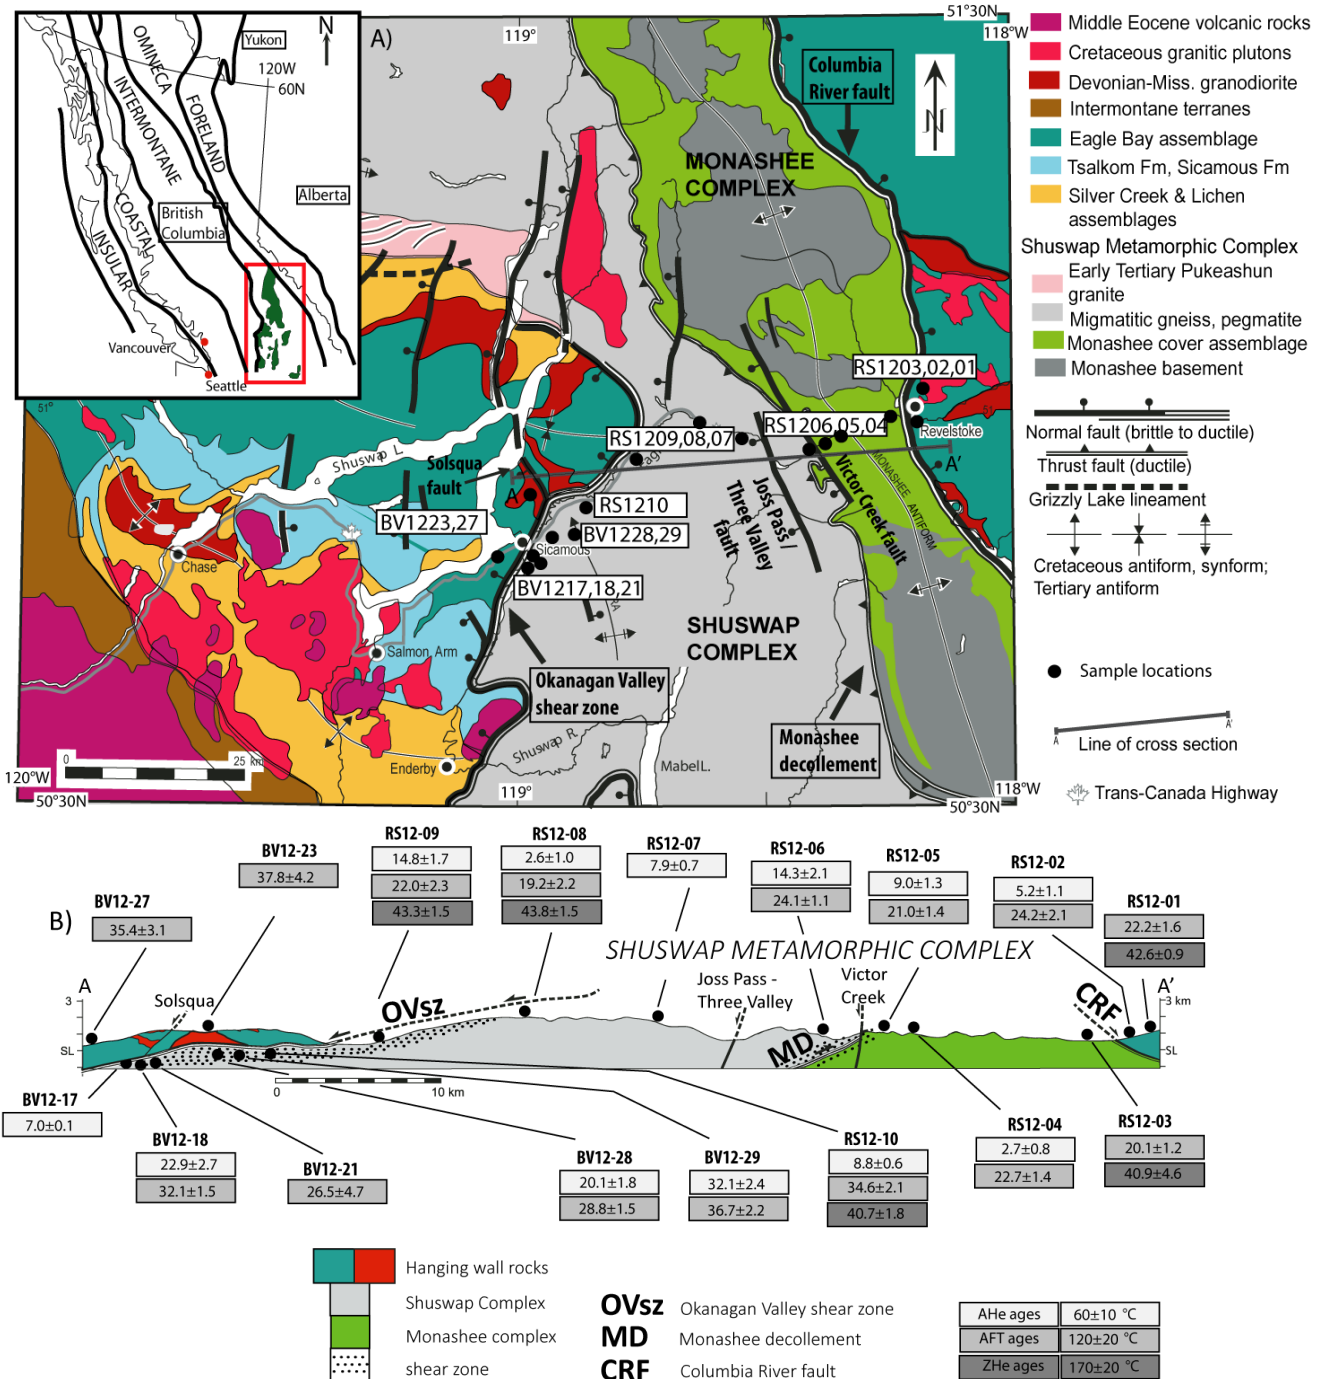 A)
N
Yukon
120W
60N
OMINECA
INTERMONTANE
FORELAND
COASTAL
INSULAR
British
Columbia
Alberta
Vancouver
Seattle
119°
51°30N
118°W
Columbia
River fault
N
MONASHEE
COMPLEX
51°
51
RS1203,02,01
Revelstoke
RS1206,05,04
RS1209,08,07
Shuswap L.
Solsqua
fault
A
A'
BV1223,27
RS1210
BV1228,29
Sicamous
BV1217,18,21
Joss Pass /
Three Valley
fault
Victor Creek fault
MONASHEE ANTIFORM
Chase
Salmon Arm
SHUSWAP
COMPLEX
Okanagan Valley
shear zone
Monashee
decollement
Shuswap R.
Mabel L.
Enderby
0
25 km
120°W
50°30N
119°
118°W
50°30N
Middle Eocene volcanic rocks
Cretaceous granitic plutons
Devonian-Miss. granodiorite
Intermontane terranes
Eagle Bay assemblage
Tsalkom Fm, Sicamous Fm
Silver Creek & Lichen
assemblages
Shuswap Metamorphic Complex
Early Tertiary Pukeashun
granite
Migmatitic gneiss, pegmatite
Monashee cover assemblage
Monashee basement
Normal fault (brittle to ductile)
Thrust fault (ductile)
Grizzly Lake lineament
Cretaceous antiform, synform;
Tertiary antiform
Sample locations
A
A'
Line of cross section
Trans-Canada Highway
B)
BV12-27
35.4±3.1
BV12-23
37.8±4.2
RS12-09
14.8±1.7
22.0±2.3
43.3±1.5
RS12-08
2.6±1.0
19.2±2.2
43.8±1.5
RS12-07
7.9±0.7
RS12-06
14.3±2.1
24.1±1.1
RS12-05
9.0±1.3
21.0±1.4
RS12-02
5.2±1.1
24.2±2.1
RS12-01
22.2±1.6
42.6±0.9
SHUSWAP METAMORPHIC COMPLEX
A
3
SL
Solsqua
OVsz
Joss Pass -
Three Valley
Victor
Creek
MD
CRF
A'
3 km
SL
0
10 km
BV12-17
7.0±0.1
BV12-18
22.9±2.7
32.1±1.5
BV12-21
26.5±4.7
BV12-28
20.1±1.8
28.8±1.5
BV12-29
32.1±2.4
36.7±2.2
RS12-10
8.8±0.6
34.6±2.1
40.7±1.8
RS12-04
2.7±0.8
22.7±1.4
RS12-03
20.1±1.2
40.9±4.6
Hanging wall rocks
Shuswap Complex
Monashee complex
shear zone
OVsz Okanagan Valley shear zone
MD Monashee decollement
CRF Columbia River fault
AHe ages 60±10 °C
AFT ages 120±20 °C
ZHe ages 170±20 °C